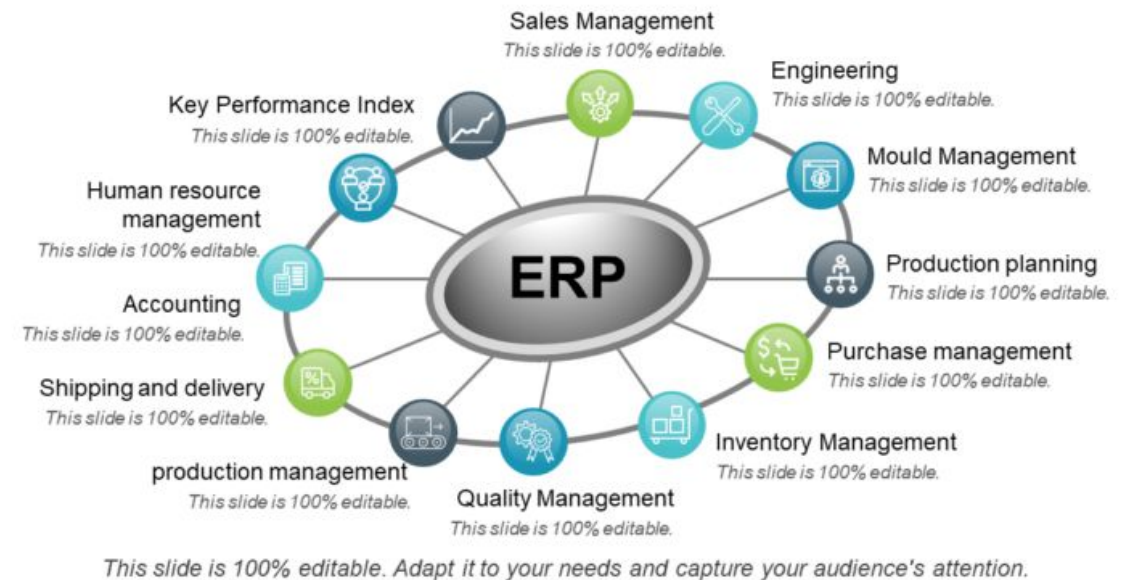 Sales Management
This slide is 100% editable.
Engineering
This slide is 100% editable.
Key Performance Index
This slide is 100% editable.
Mould Management
This slide is 100% editable.
Human resource
management
This slide is 100% editable.
ERP
Production planning
This slide is 100% editable.
Accounting
This slide is 100% editable.
Purchase management
This slide is 100% editable.
Shipping and delivery
This slide is 100% editable.
Inventory Management
This slide is 100% editable.
production management
This slide is 100% editable.
Quality Management
This slide is 100% editable.
This slide is 100% editable. Adapt it to your needs and capture your audience's attention.